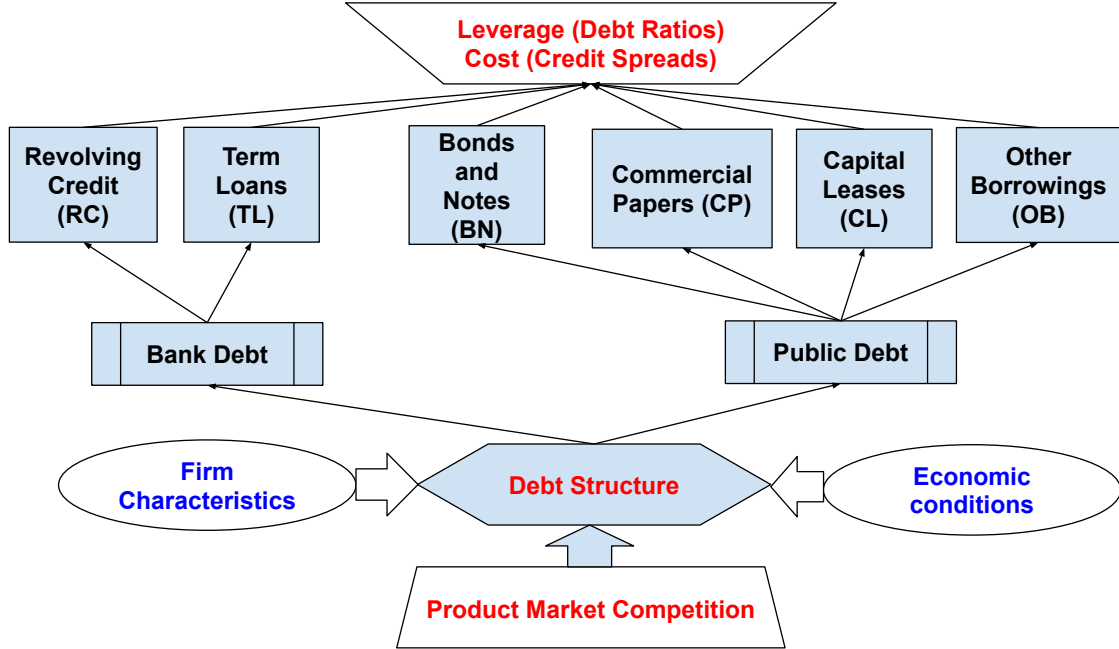 Leverage (Debt Ratios)
Cost (Credit Spreads)
Revolving
Credit
(RC)
Term
Loans
(TL)
Bonds
and
Notes
(BN)
Commercial
Papers (CP)
Capital
Leases
(CL)
Other
Borrowings
(OB)
Bank Debt
Public Debt
Firm
Characteristics
Debt Structure
Economic
conditions
Product Market Competition